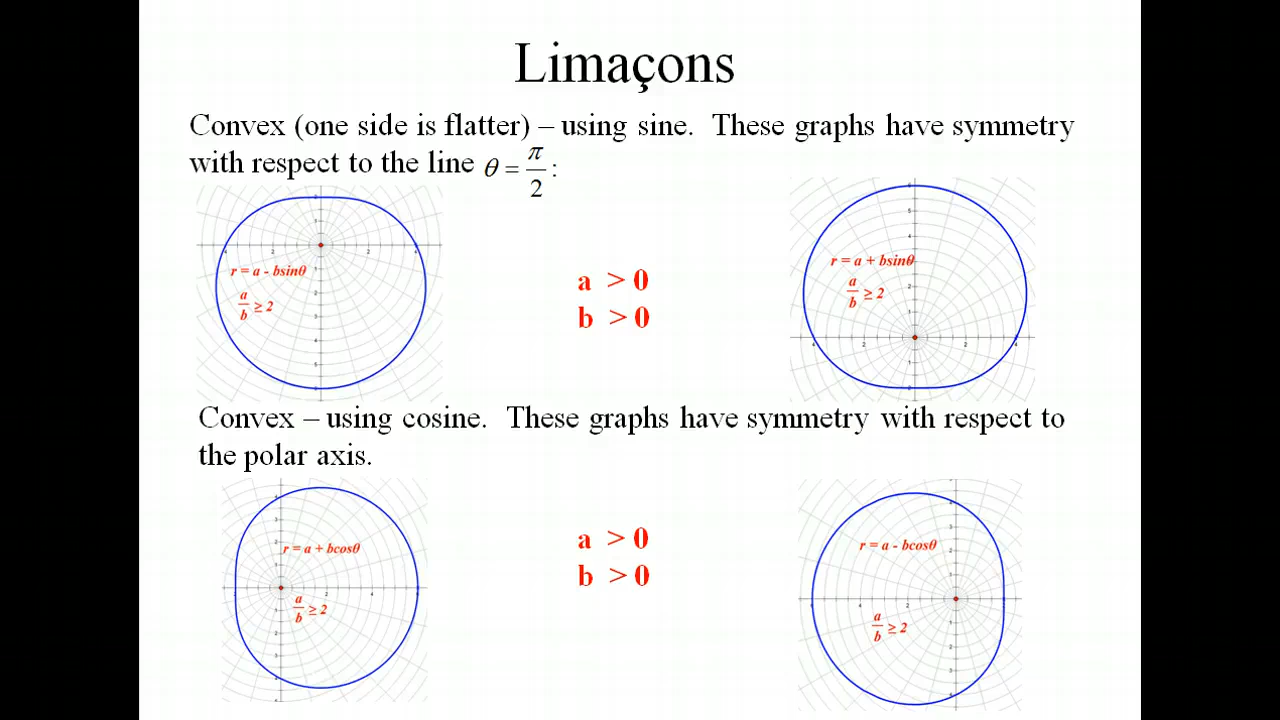 Limaçons
Convex (one side is flatter) – using sine. These graphs have symmetry
with respect to the line θ = π/2 :
r = a - bsinθ
a/b ≥ 2
a > 0
b > 0
r = a + bsinθ
a/b ≥ 2
Convex – using cosine. These graphs have symmetry with respect to
the polar axis.
r = a + bcosθ
a/b ≥ 2
a > 0
b > 0
r = a - bcosθ
a/b ≥ 2